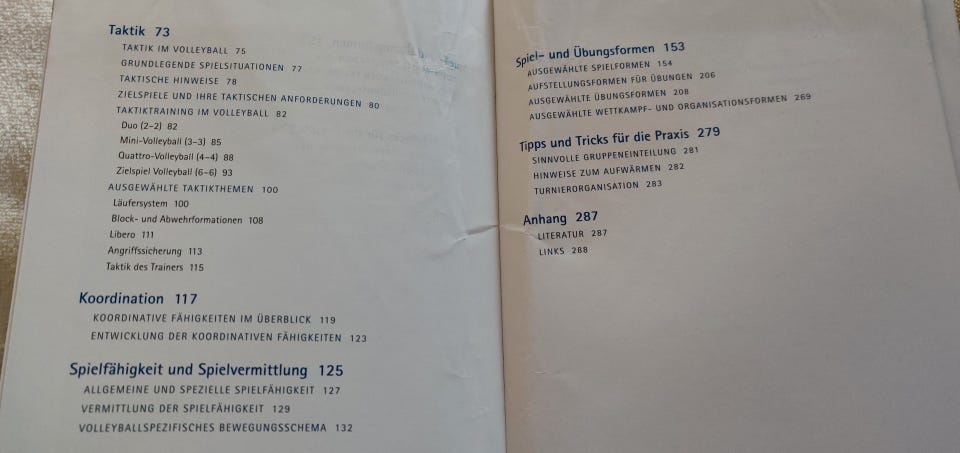 Taktik 73
TAKTIK IM VOLLEYBALL 75
GRUNDLEGENDE SPIELSITUATIONEN 77
TAKTISCHE HINWEISE 78
ZIELSPIELE UND IHRE TAKTISCHEN ANFORDERUNGEN 80
TAKTIKTRAINING IM VOLLEYBALL 82
Duo (2–2) 82
Mini-Volleyball (3–3) 85
Quattro-Volleyball (4–4) 88
Zielspiel Volleyball (6–6) 93
AUSGEWÄHLTE TAKTIKTHEMEN 100
Läufersystem 100
Block- und Abwehrformationen 108
Libero 111
Angriffssicherung 113
Taktik des Trainers 115
Koordination 117
KOORDINATIVE FÄHIGKEITEN IM ÜBERBLICK 119
ENTWICKLUNG DER KOORDINATIVEN FÄHIGKEITEN 123
Spielfähigkeit und Spielvermittlung 125
ALLGEMEINE UND SPEZIELLE SPIELFÄHIGKEIT 127
VERMITTLUNG DER SPIELFÄHIGKEIT 129
VOLLEYBALLSPEZIFISCHES BEWEGUNGSSCHEMA 132
Spiel- und Übungsformen 153
AUSGEWÄHLTE SPIELFORMEN 154
AUFSTELLUNGSFORMEN FÜR ÜBUNGEN 206
AUSGEWÄHLTE ÜBUNGSFORMEN 208
AUSGEWÄHLTE WETTKAMPF- UND ORGANISATIONSFORMEN 269
Tipps und Tricks für die Praxis 279
SINNVOLLE GRUPPENEINTEILUNG 281
HINWEISE ZUM AUFWÄRMEN 282
TURNIERORGANISATION 283
Anhang 287
LITERATUR 287
LINKS 288